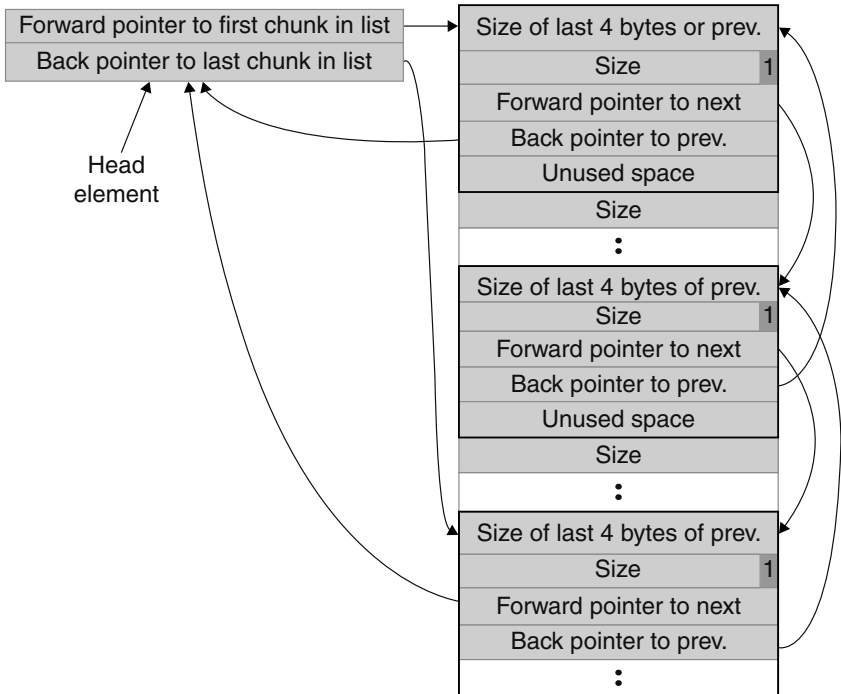 Forward pointer to first chunk in list
Back pointer to last chunk in list
Head
element
Size of last 4 bytes or prev.
Size 1
Forward pointer to next
Back pointer to prev.
Unused space
Size
:
Size of last 4 bytes of prev.
Size 1
Forward pointer to next
Back pointer to prev.
Unused space
Size
:
Size of last 4 bytes of prev.
Size 1
Forward pointer to next
Back pointer to prev.
: